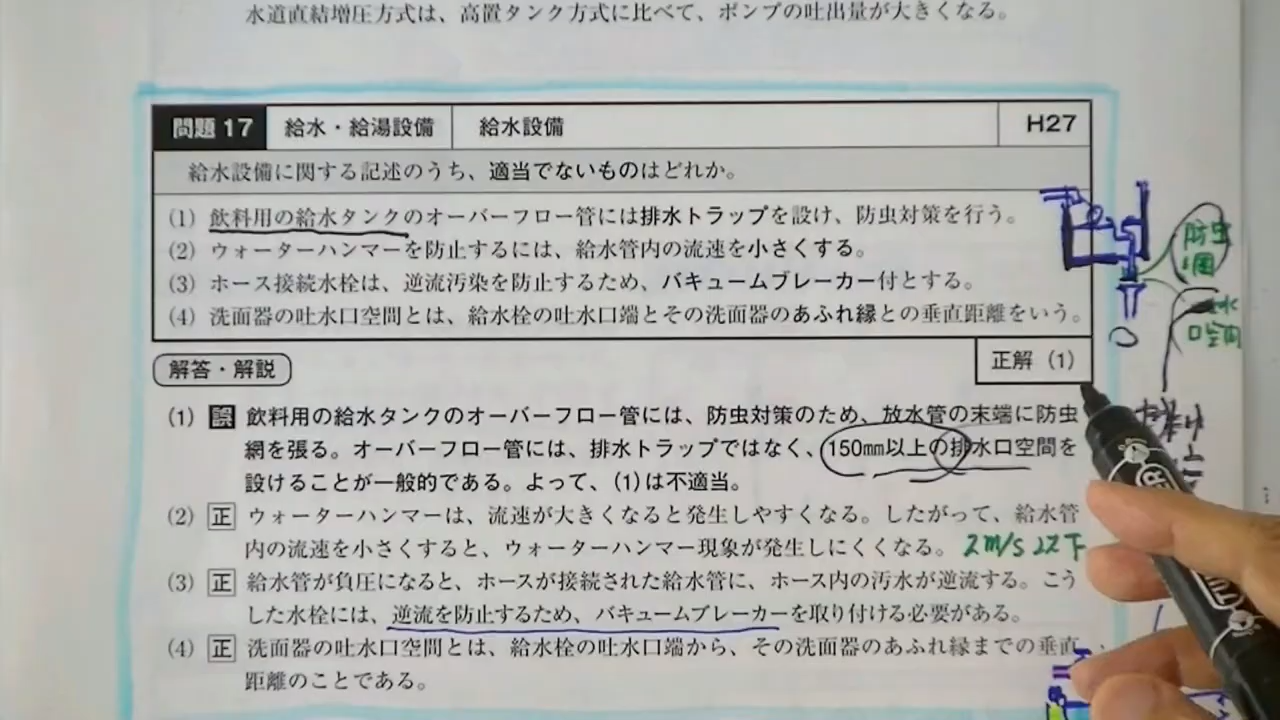 水道直結増圧方式は、高置タンク方式に比べて、ポンプの吐出量が大きくなる。
問題 17 給水・給湯設備 給水設備 H27
給水設備に関する記述のうち、適当でないものはどれか。
(1) 飲料用の給水タンクのオーバーフロー管には排水トラップを設け、防虫対策を行う。
(2) ウォーターハンマーを防止するには、給水管内の流速を小さくする。
(3) ホース接続水栓は、逆流汚染を防止するため、バキュームブレーカー付とする。
(4) 洗面器の吐水口空間とは、給水栓の吐水口端とその洗面器のあふれ縁との垂直距離をいう。
防虫
網
水
口空間
解答・解説
正解 (1)
(1) 誤 飲料用の給水タンクのオーバーフロー管には、防虫対策のため、放水管の末端に防虫
網を張る。オーバーフロー管には、排水トラップではなく、150mm以上の排水口空間を
設けることが一般的である。よって、(1)は不適当。
(2) 正 ウォーターハンマーは、流速が大きくなると発生しやすくなる。したがって、給水管
内の流速を小さくすると、ウォーターハンマー現象が発生しにくくなる。 2m/s以下
(3) 正 給水管が負圧になると、ホースが接続された給水管に、ホース内の汚水が逆流する。こう
した水栓には、逆流を防止するため、バキュームブレーカーを取り付ける必要がある。
(4) 正 洗面器の吐水口空間とは、給水栓の吐水口端から、その洗面器のあふれ縁までの垂直
距離のことである。